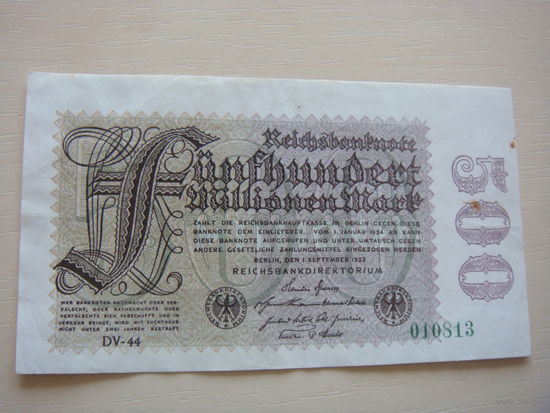 Reichsbanknote
Fünfhundert
Millionen Mark
ZAHLT DIE REICHSBANKHAUPTKASSE IN BERLIN GEGEN DIESE
BANKNOTE DEM EINLIEFERER. VOM 1. JANUAR 1924 AB KANN
DIESE BANKNOTE AUFGERUFEN UND UNTER UMTAUSCH GEGEN
ANDERE GESETZLICHE ZAHLUNGSMITTEL EINGEZOGEN WERDEN
BERLIN, DEN 1. SEPTEMBER 1923
REICHSBANKDIREKTORIUM
WER BANKNOTEN NACHMACHT ODER VER-
FÄLSCHT, ODER NACHGEMACHTE ODER
VERFÄLSCHTE SICH VERSCHAFFT UND IN
VERKEHR BRINGT, WIRD MIT ZUCHTHAUS
NICHT UNTER ZWEI JAHREN BESTRAFT
DV-44
010813
500